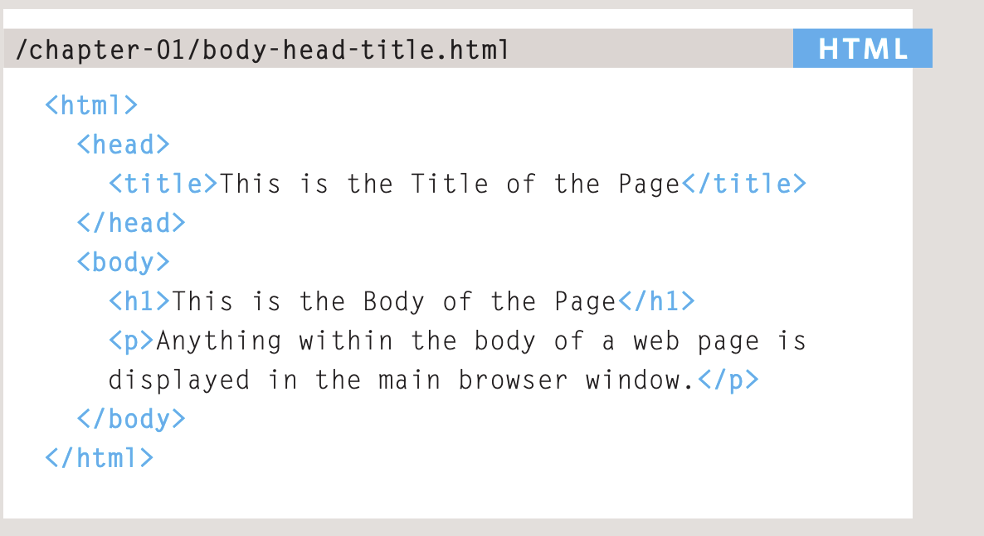 /chapter-01/body-head-title.html HTML
<html>
<head>
<title>This is the Title of the Page</title>
</head>
<body>
<h1>This is the Body of the Page</h1>
<p>Anything within the body of a web page is
displayed in the main browser window.</p>
</body>
</html>